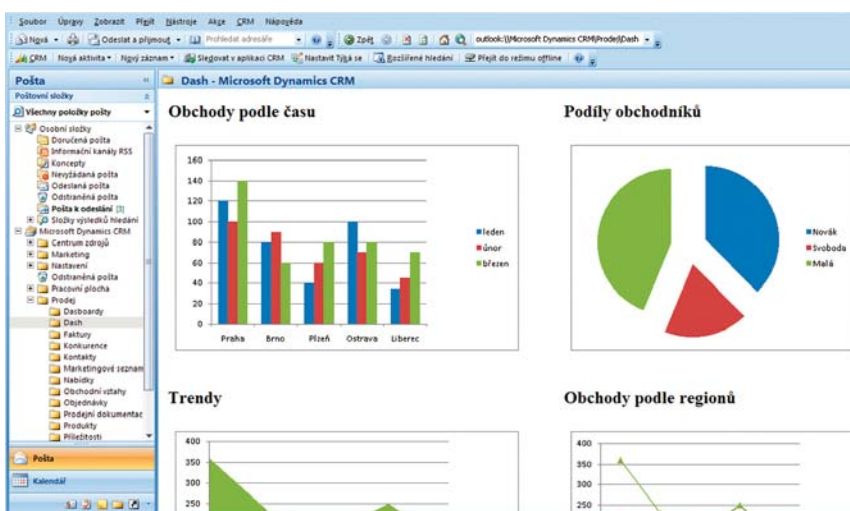 Soubor Úpravy Zobrazit Přejít Nástroje Akce CRM Nápověda
Nová Odeslat a přijmout Prohledat adresáře Zpět outlook:\\Microsoft Dynamics CRM\Prodej\Dash
CRM Nová aktivita Nový záznam Sledovat v aplikaci CRM Nastavit Týká se Rozšířené hledání Přejít do režimu offline
Pošta
Dash - Microsoft Dynamics CRM
Poštovní složky
Všechny položky pošty
Osobní složky
Doručená pošta
Informační kanály RSS
Koncepty
Nevyžádaná pošta
Odeslaná pošta
Odstraněná pošta
Pošta k odeslání [3]
Složky výsledků hledání
Microsoft Dynamics CRM
Centrum zdrojů
Marketing
Nastavení
Odstraněná pošta
Pracovní plocha
Prodej
Dasboardy
Dash
Faktury
Konkurence
Kontakty
Marketingové seznam
Nabídky
Obchodní vztahy
Objednávky
Prodejní dokumentac
Produkty
Příležitosti
Pošta
Kalendář
Obchody podle času
160
140
120
100
80
60
40
20
0
Praha Brno Plzeň Ostrava Liberec
leden
únor
březen
Podíly obchodníků
Novák
Svoboda
Malá
Trendy
400
350
300
250
Obchody podle regionů
400
350
300
250